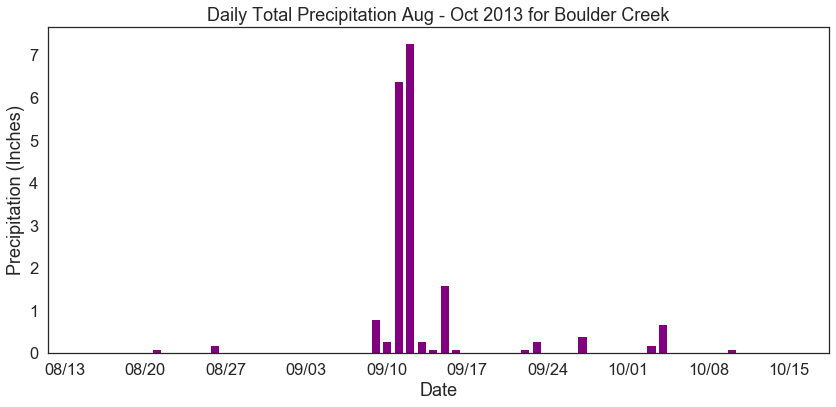 Daily Total Precipitation Aug - Oct 2013 for Boulder Creek
Precipitation (Inches)
7
6
5
4
3
2
1
0
08/13 08/20 08/27 09/03 09/10 09/17 09/24 10/01 10/08 10/15
Date